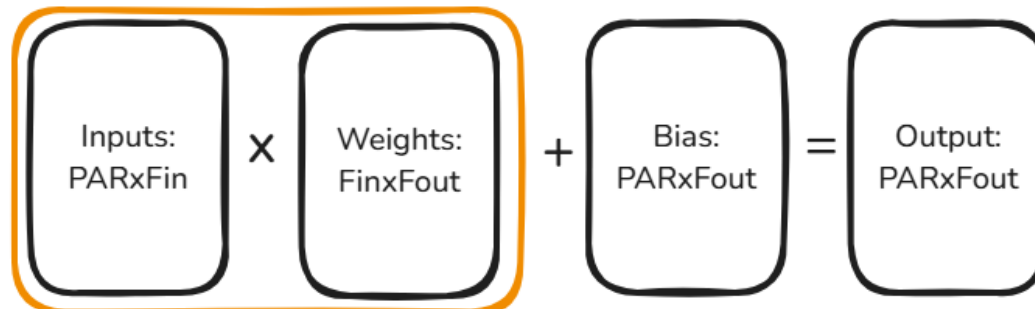 Inputs:
PARxFin
x
Weights:
FinxFout
+
Bias:
PARxFout
=
Output:
PARxFout